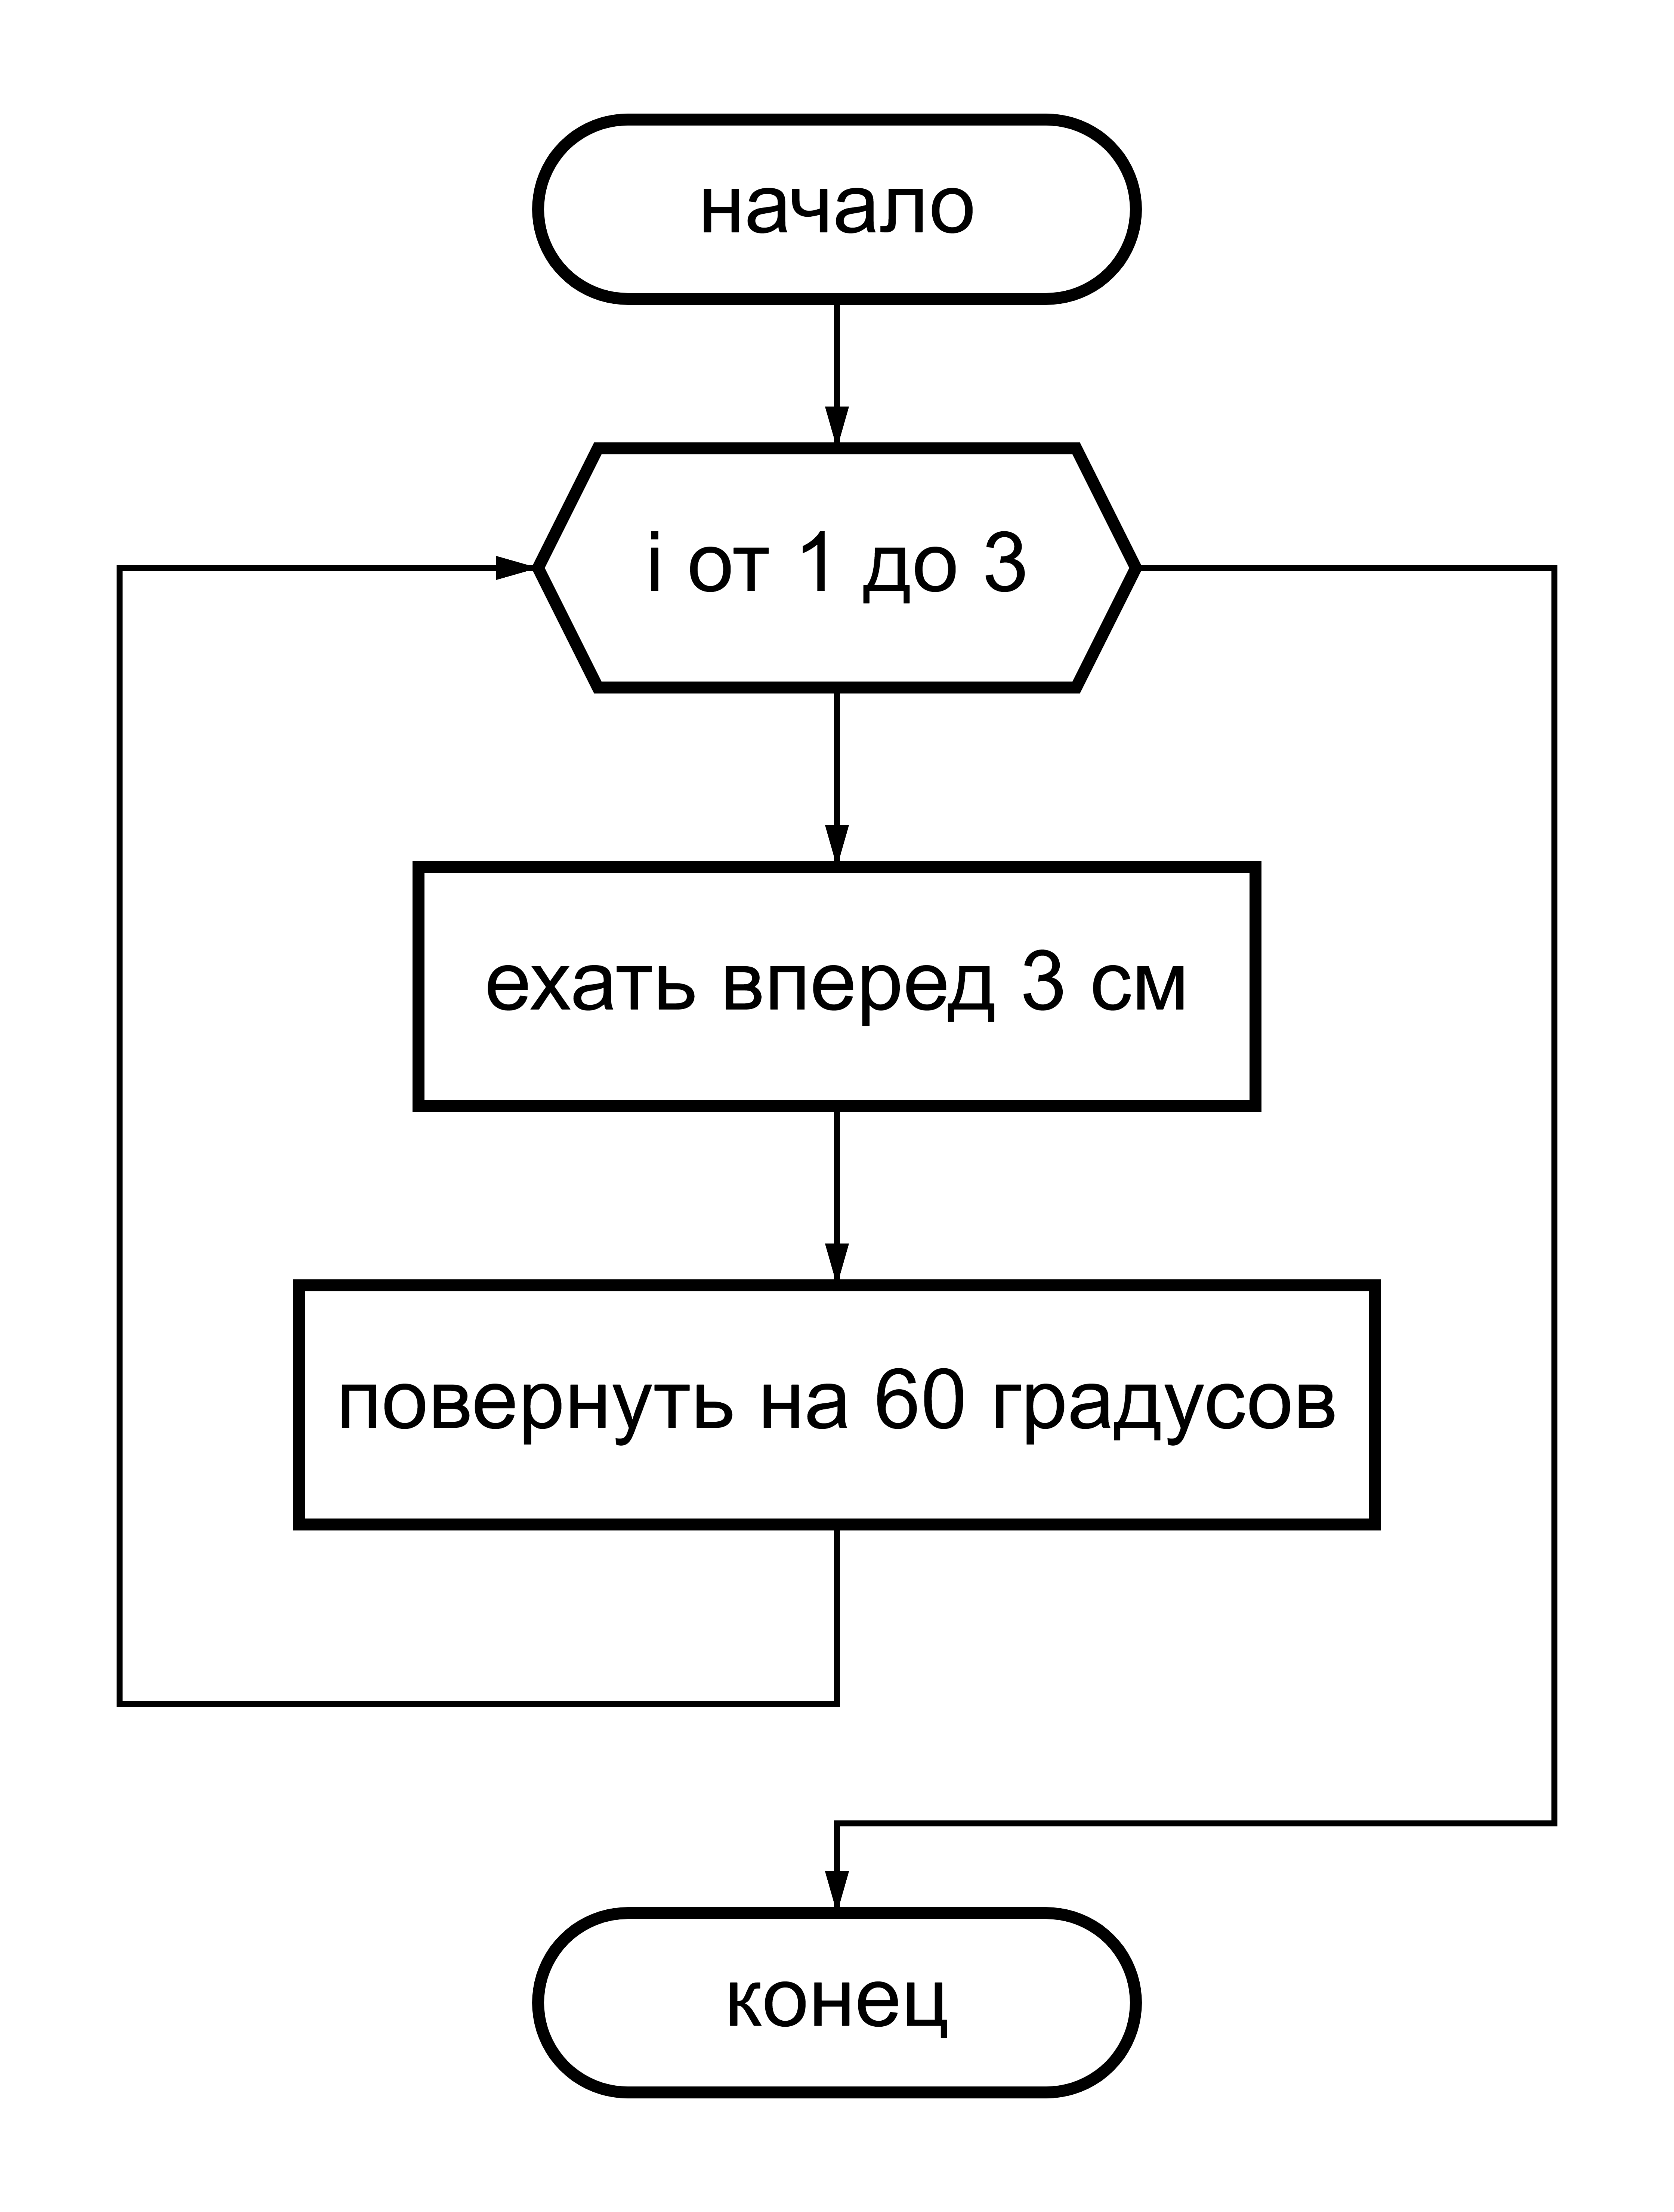 начало
i от 1 до 3
ехать вперед 3 см
повернуть на 60 градусов
конец